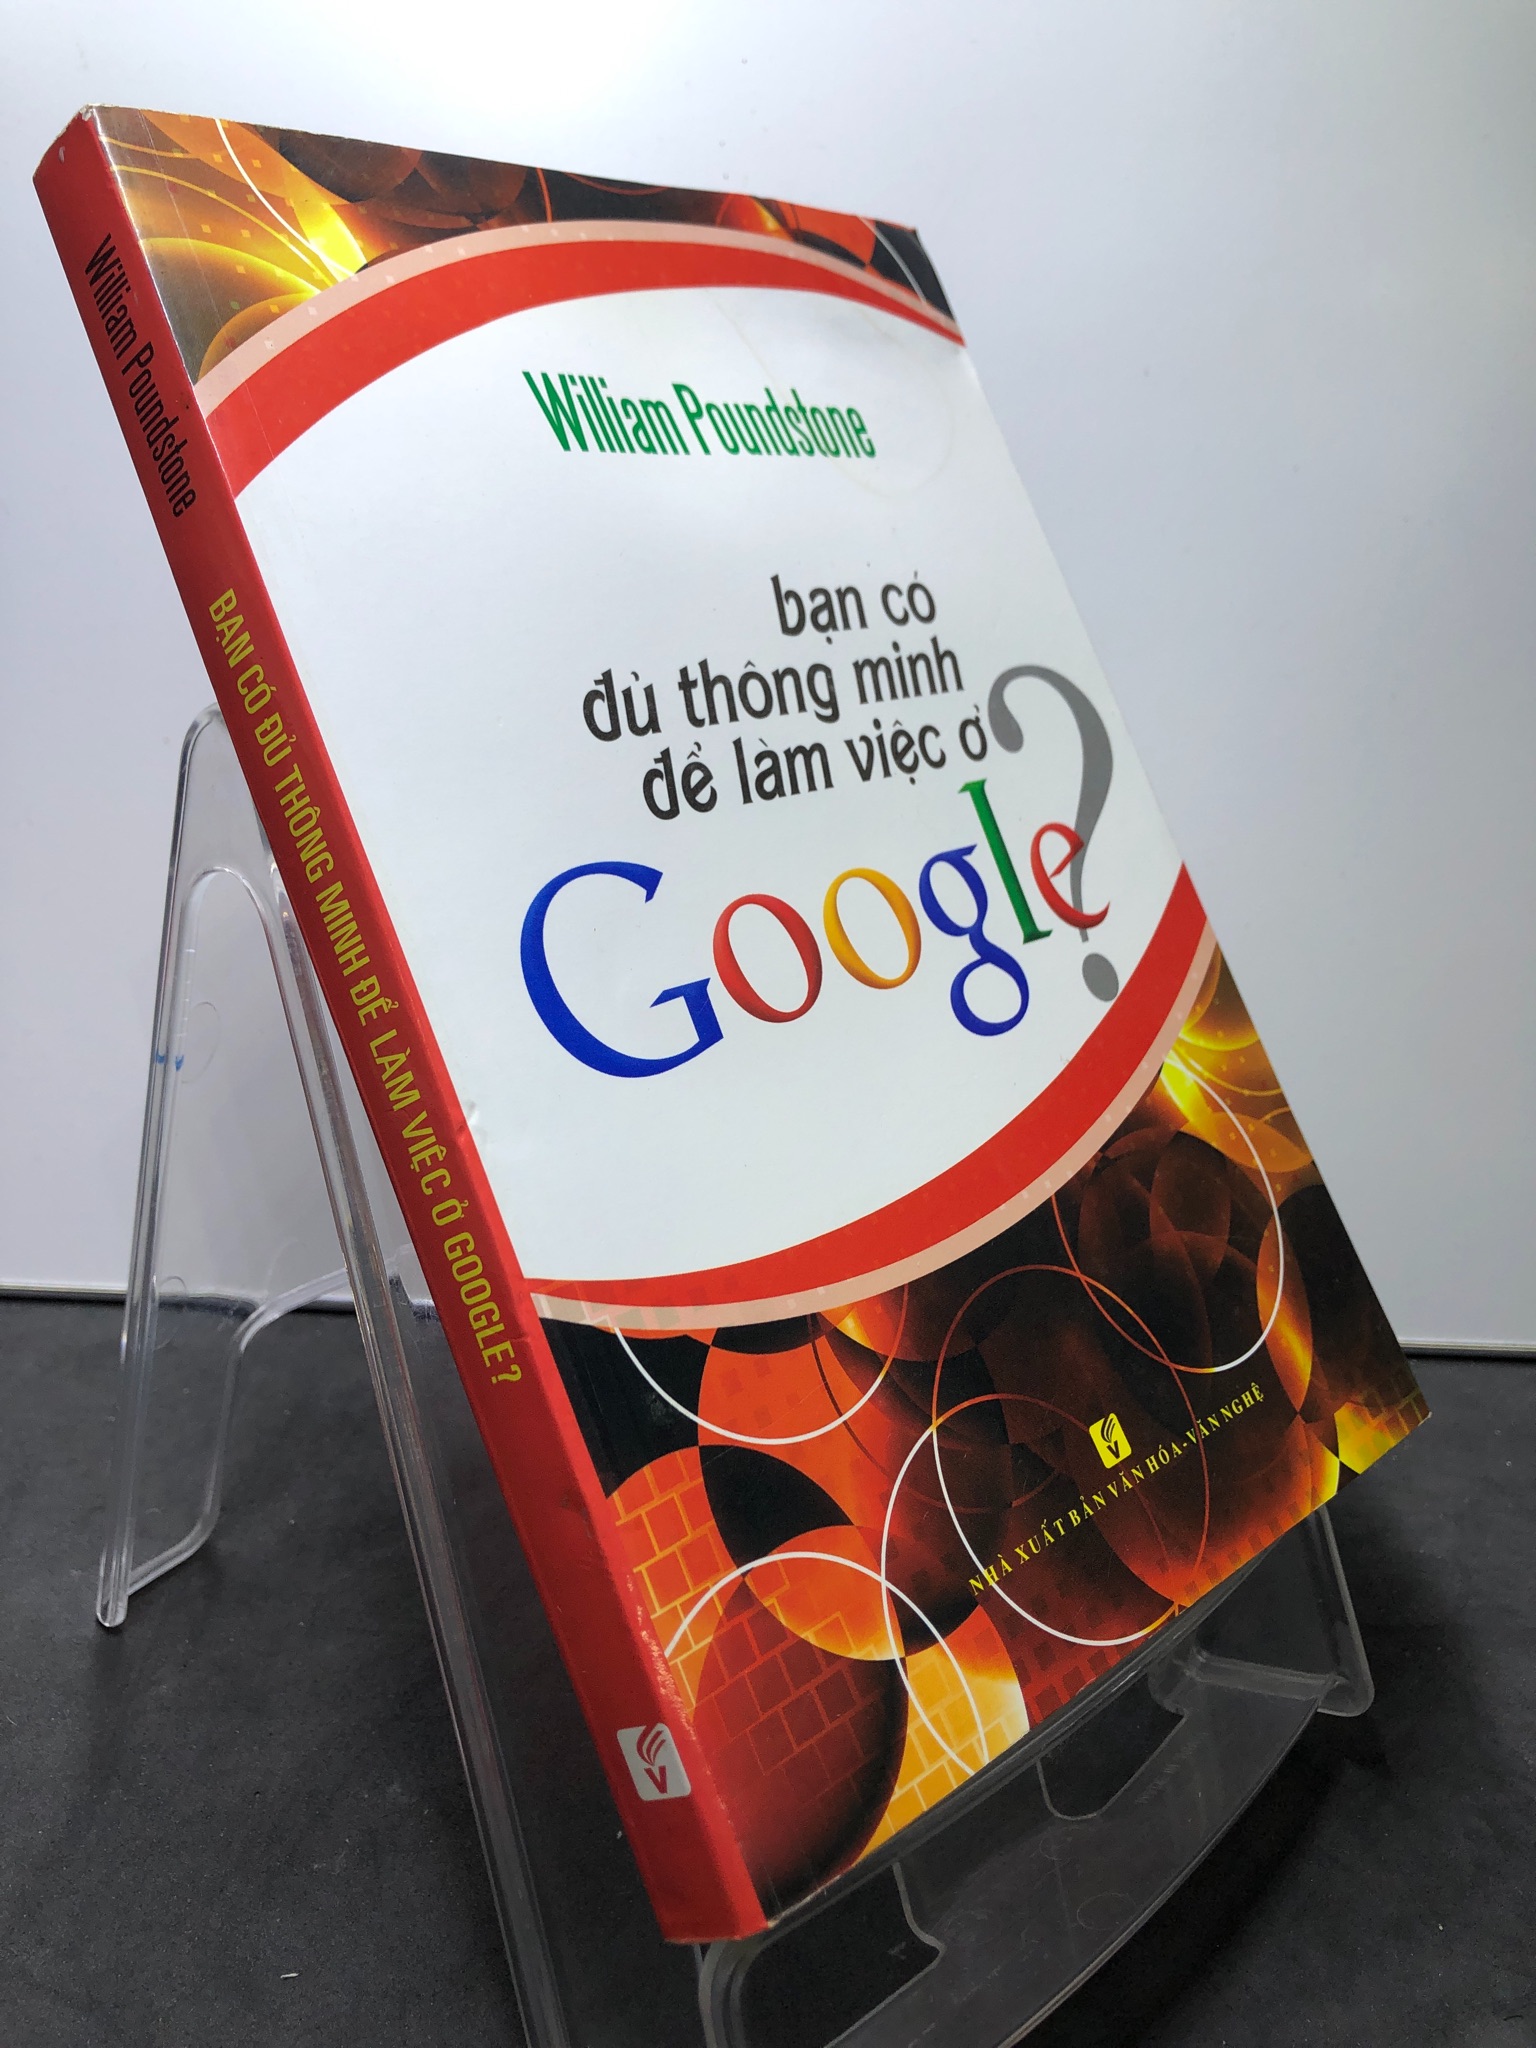 William Poundstone
bạn có
đủ thông minh
để làm việc ở
Google?
V
NHÀ XUẤT BẢN VĂN HÓA-VĂN NGHỆ
William Poundstone
BẠN CÓ ĐỦ THÔNG MINH ĐỂ LÀM VIỆC Ở GOOGLE?
V